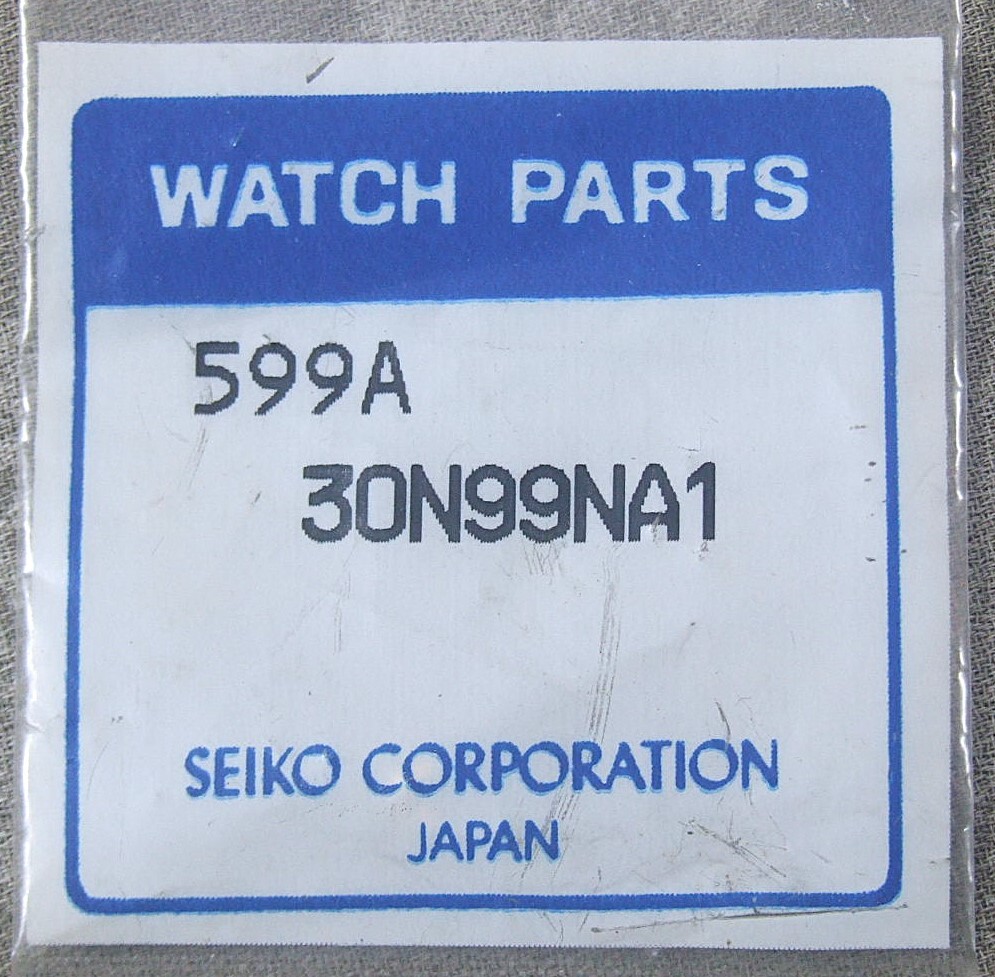 WATCH PARTS
599A
30N99NA1
SEIKO CORPORATION
JAPAN